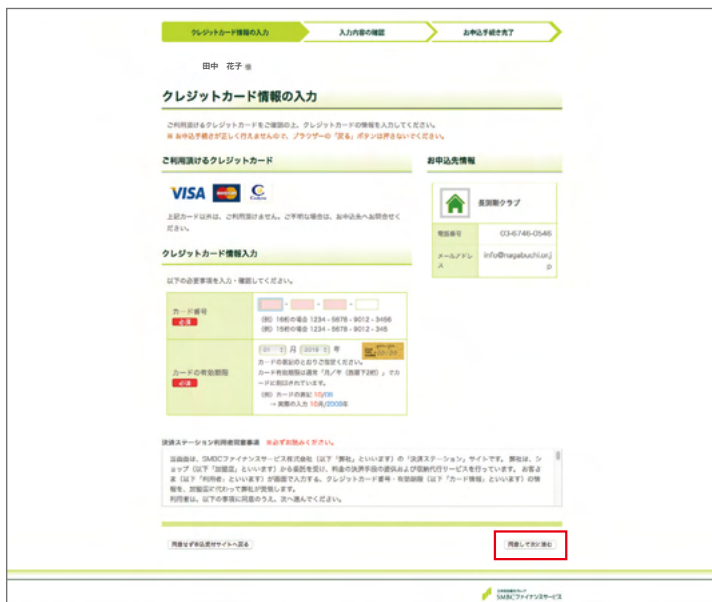 クレジットカード情報の入力
入力内容の確認
お申込手続き完了
田中 花子 様
クレジットカード情報の入力
ご利用頂けるクレジットカードをご確認の上、クレジットカードの情報を入力してください。
※ お申込手続きが正しく行えませんので、ブラウザーの「戻る」ボタンは押さないでください。
ご利用頂けるクレジットカード
VISA MasterCard Cedyna
上記カード以外は、ご利用頂けません。ご不明な場合は、お申込先へお問合せく
ださい。
お申込先情報
長渕剛クラブ
電話番号 03-6746-0546
メールアドレ info@nagabuchi.or.j
ス p
クレジットカード情報入力
以下の必要事項を入力・確認してください。
カード番号
必須
- - -
(例) 16桁の場合 1234 - 5678 - 9012 - 3456
(例) 15桁の場合 1234 - 5678 - 9012 - 345
カードの有効期限
必須
01 月 2019 年
カードの表記のとおりご指定ください。
カード有効期限は通常「月／年（西暦下2桁）」でカ
ードに刻印されています。
(例) カードの表記 10/08
→ 実際の入力 10月/2008年
決済ステーション利用者同意事項 ※必ずお読みください。
当画面は、SMBCファイナンスサービス株式会社（以下「弊社」といいます）の「決済ステーション」サイトです。 弊社は、シ
ョップ（以下「加盟店」といいます）から委託を受け、料金の決済手段の提供および収納代行サービスを行っています。 お客さ
ま（以下「利用者」といいます）が画面で入力する、クレジットカード番号・有効期限（以下「カード情報」といいます）の情
報を、加盟店に代わって弊社が受領します。
利用者は、以下の事項に同意のうえ、次へ進んでください。
同意せず申込受付サイトへ戻る
同意して次に進む
SMBCファイナンスサービス